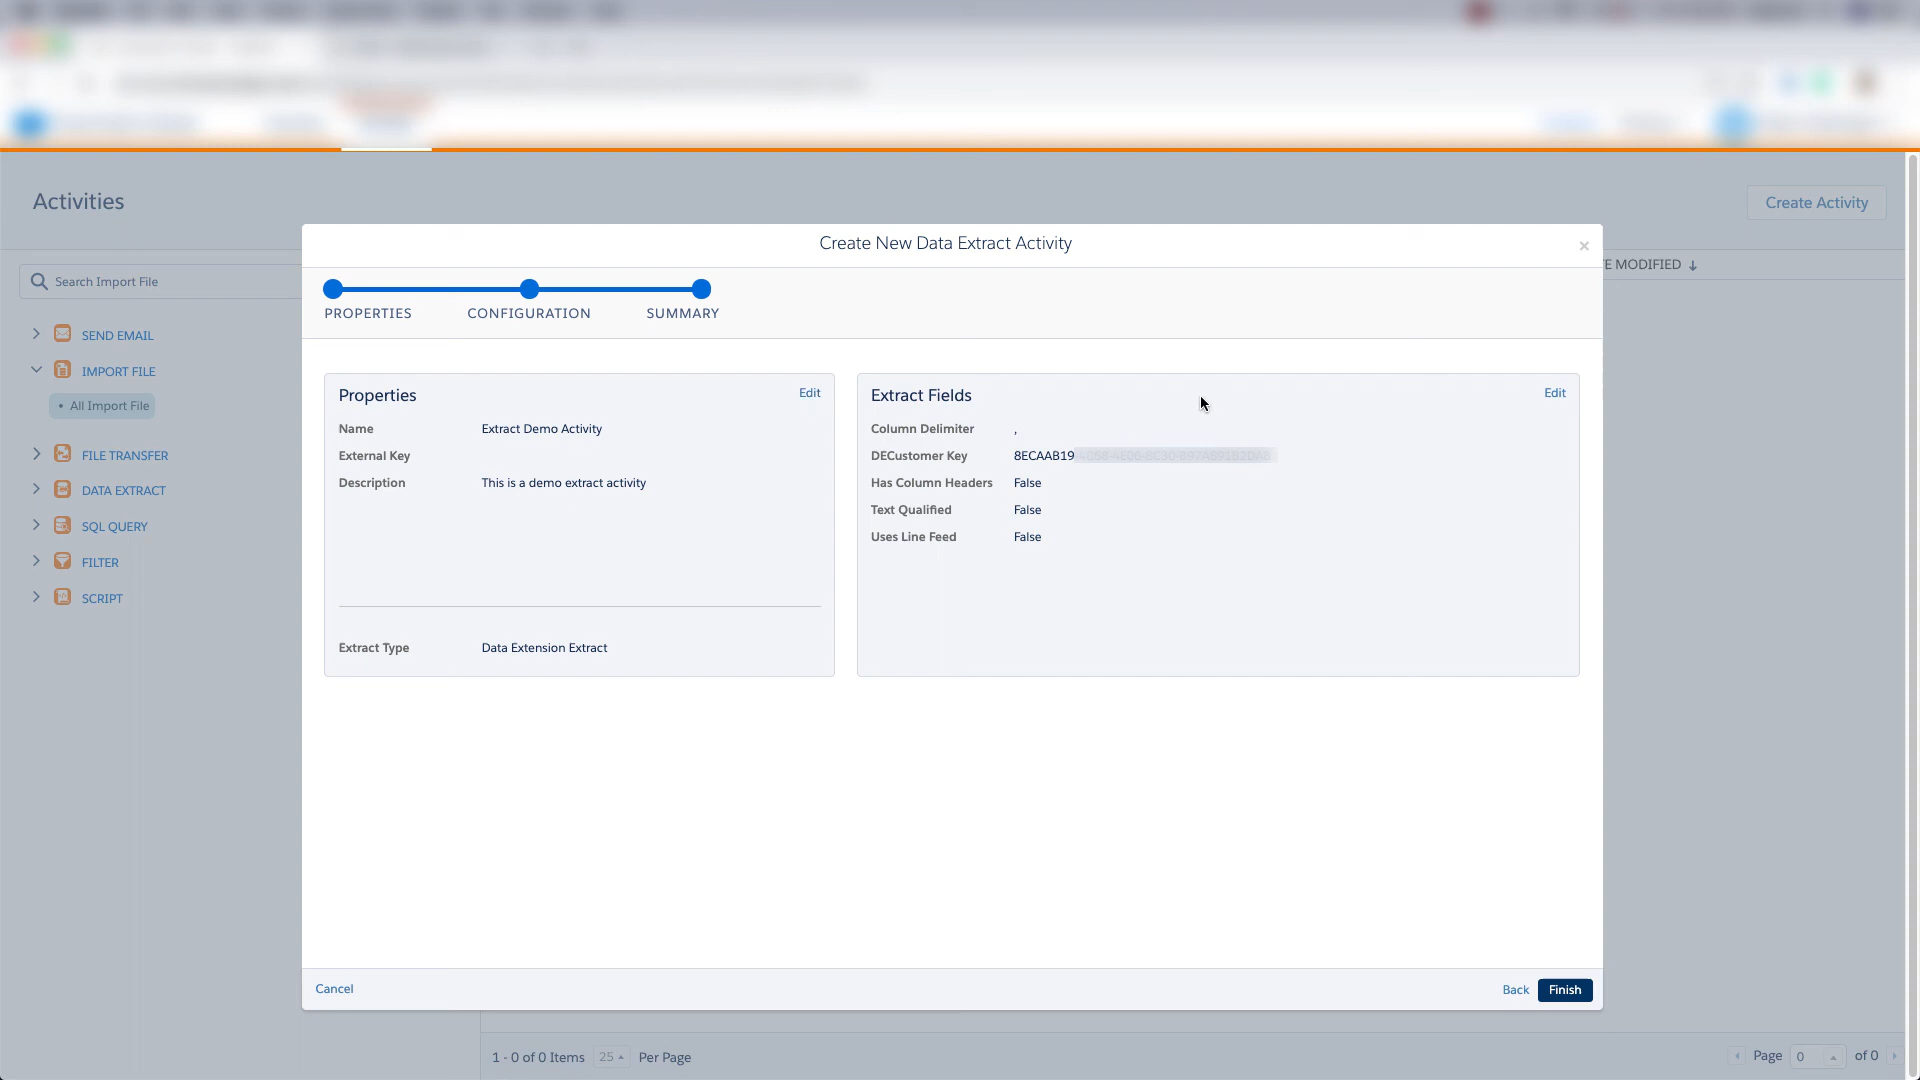 Activities
Create Activity
Create New Data Extract Activity
×
Search Import File
E MODIFIED ↓
PROPERTIES
CONFIGURATION
SUMMARY
SEND EMAIL
IMPORT FILE
• All Import File
FILE TRANSFER
DATA EXTRACT
SQL QUERY
FILTER
SCRIPT
Properties
Edit
Name Extract Demo Activity
External Key
Description This is a demo extract activity
Extract Type Data Extension Extract
Extract Fields
Edit
Column Delimiter ,
DECustomer Key 8ECAAB19
Has Column Headers False
Text Qualified False
Uses Line Feed False
Cancel
Back
Finish
1 - 0 of 0 Items 25 Per Page
Page 0 of 0